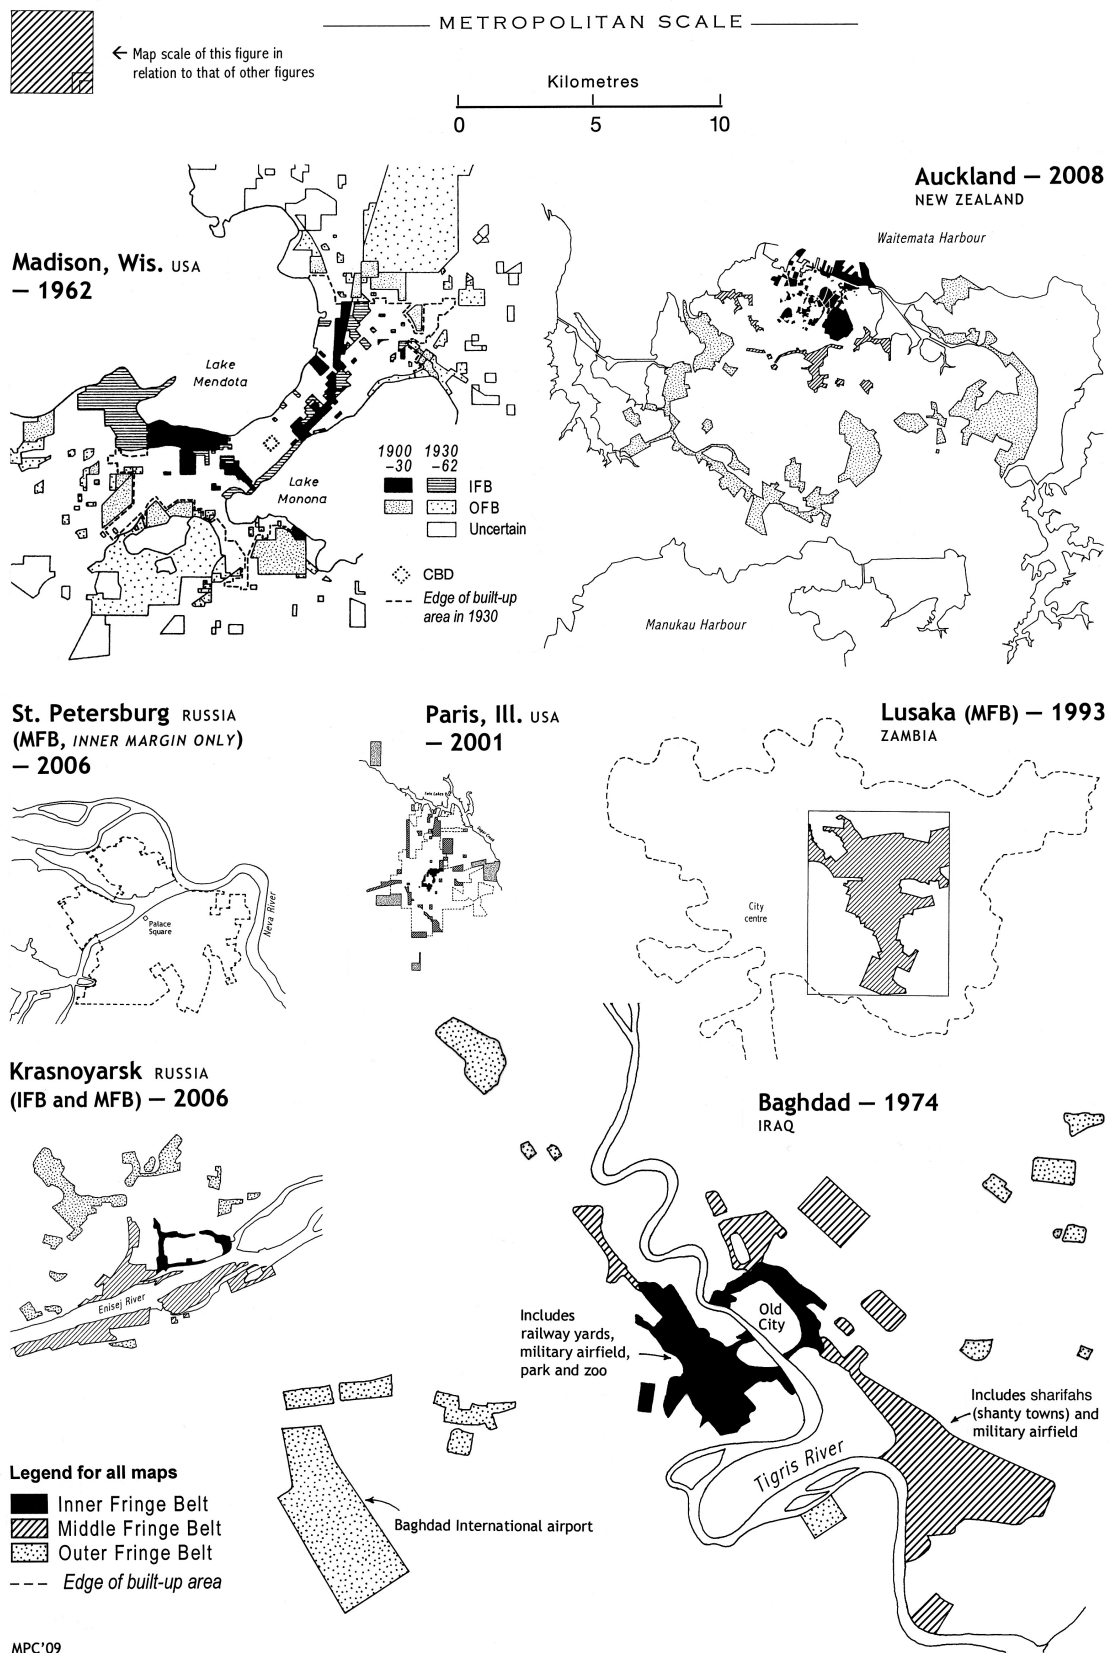 METROPOLITAN SCALE
← Map scale of this figure in
relation to that of other figures
Kilometres
0 5 10
Madison, Wis. USA
— 1962
Lake
Mendota
Lake
Monona
1900 1930
–30 –62
IFB
OFB
Uncertain
CBD
Edge of built-up
area in 1930
Auckland — 2008
NEW ZEALAND
Waitemata Harbour
Manukau Harbour
St. Petersburg RUSSIA
(MFB, INNER MARGIN ONLY)
— 2006
Palace
Square
Neva River
Paris, Ill. USA
— 2001
Lusaka (MFB) — 1993
ZAMBIA
City
centre
Krasnoyarsk RUSSIA
(IFB and MFB) — 2006
Enisej River
Baghdad — 1974
IRAQ
Old
City
Includes
railway yards,
military airfield,
park and zoo
Includes sharifahs
(shanty towns) and
military airfield
Tigris River
Baghdad International airport
Legend for all maps
Inner Fringe Belt
Middle Fringe Belt
Outer Fringe Belt
Edge of built-up area
MPC'09